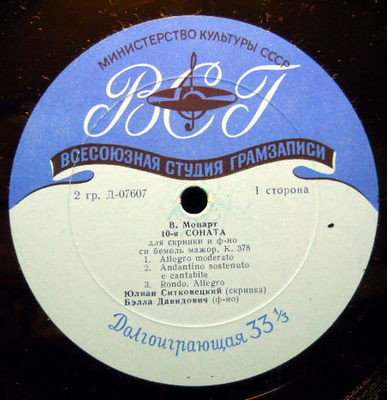 МИНИСТЕРСТВО КУЛЬТУРЫ СССР
ВСГ
ВСЕСОЮЗНАЯ СТУДИЯ ГРАМЗАПИСИ
2 гр. Д-07607 1 сторона
В. Моцарт
10-я СОНАТА
для скрипки и ф-но
си бемоль мажор, К. 378
1. Allegro moderato
2. Andantino sostenuto
e cantabile
3. Rondo. Allegro
Юлиан Ситковецкий (скрипка)
Бэлла Давидович (ф-но)
Долгоиграющая 33 1/3